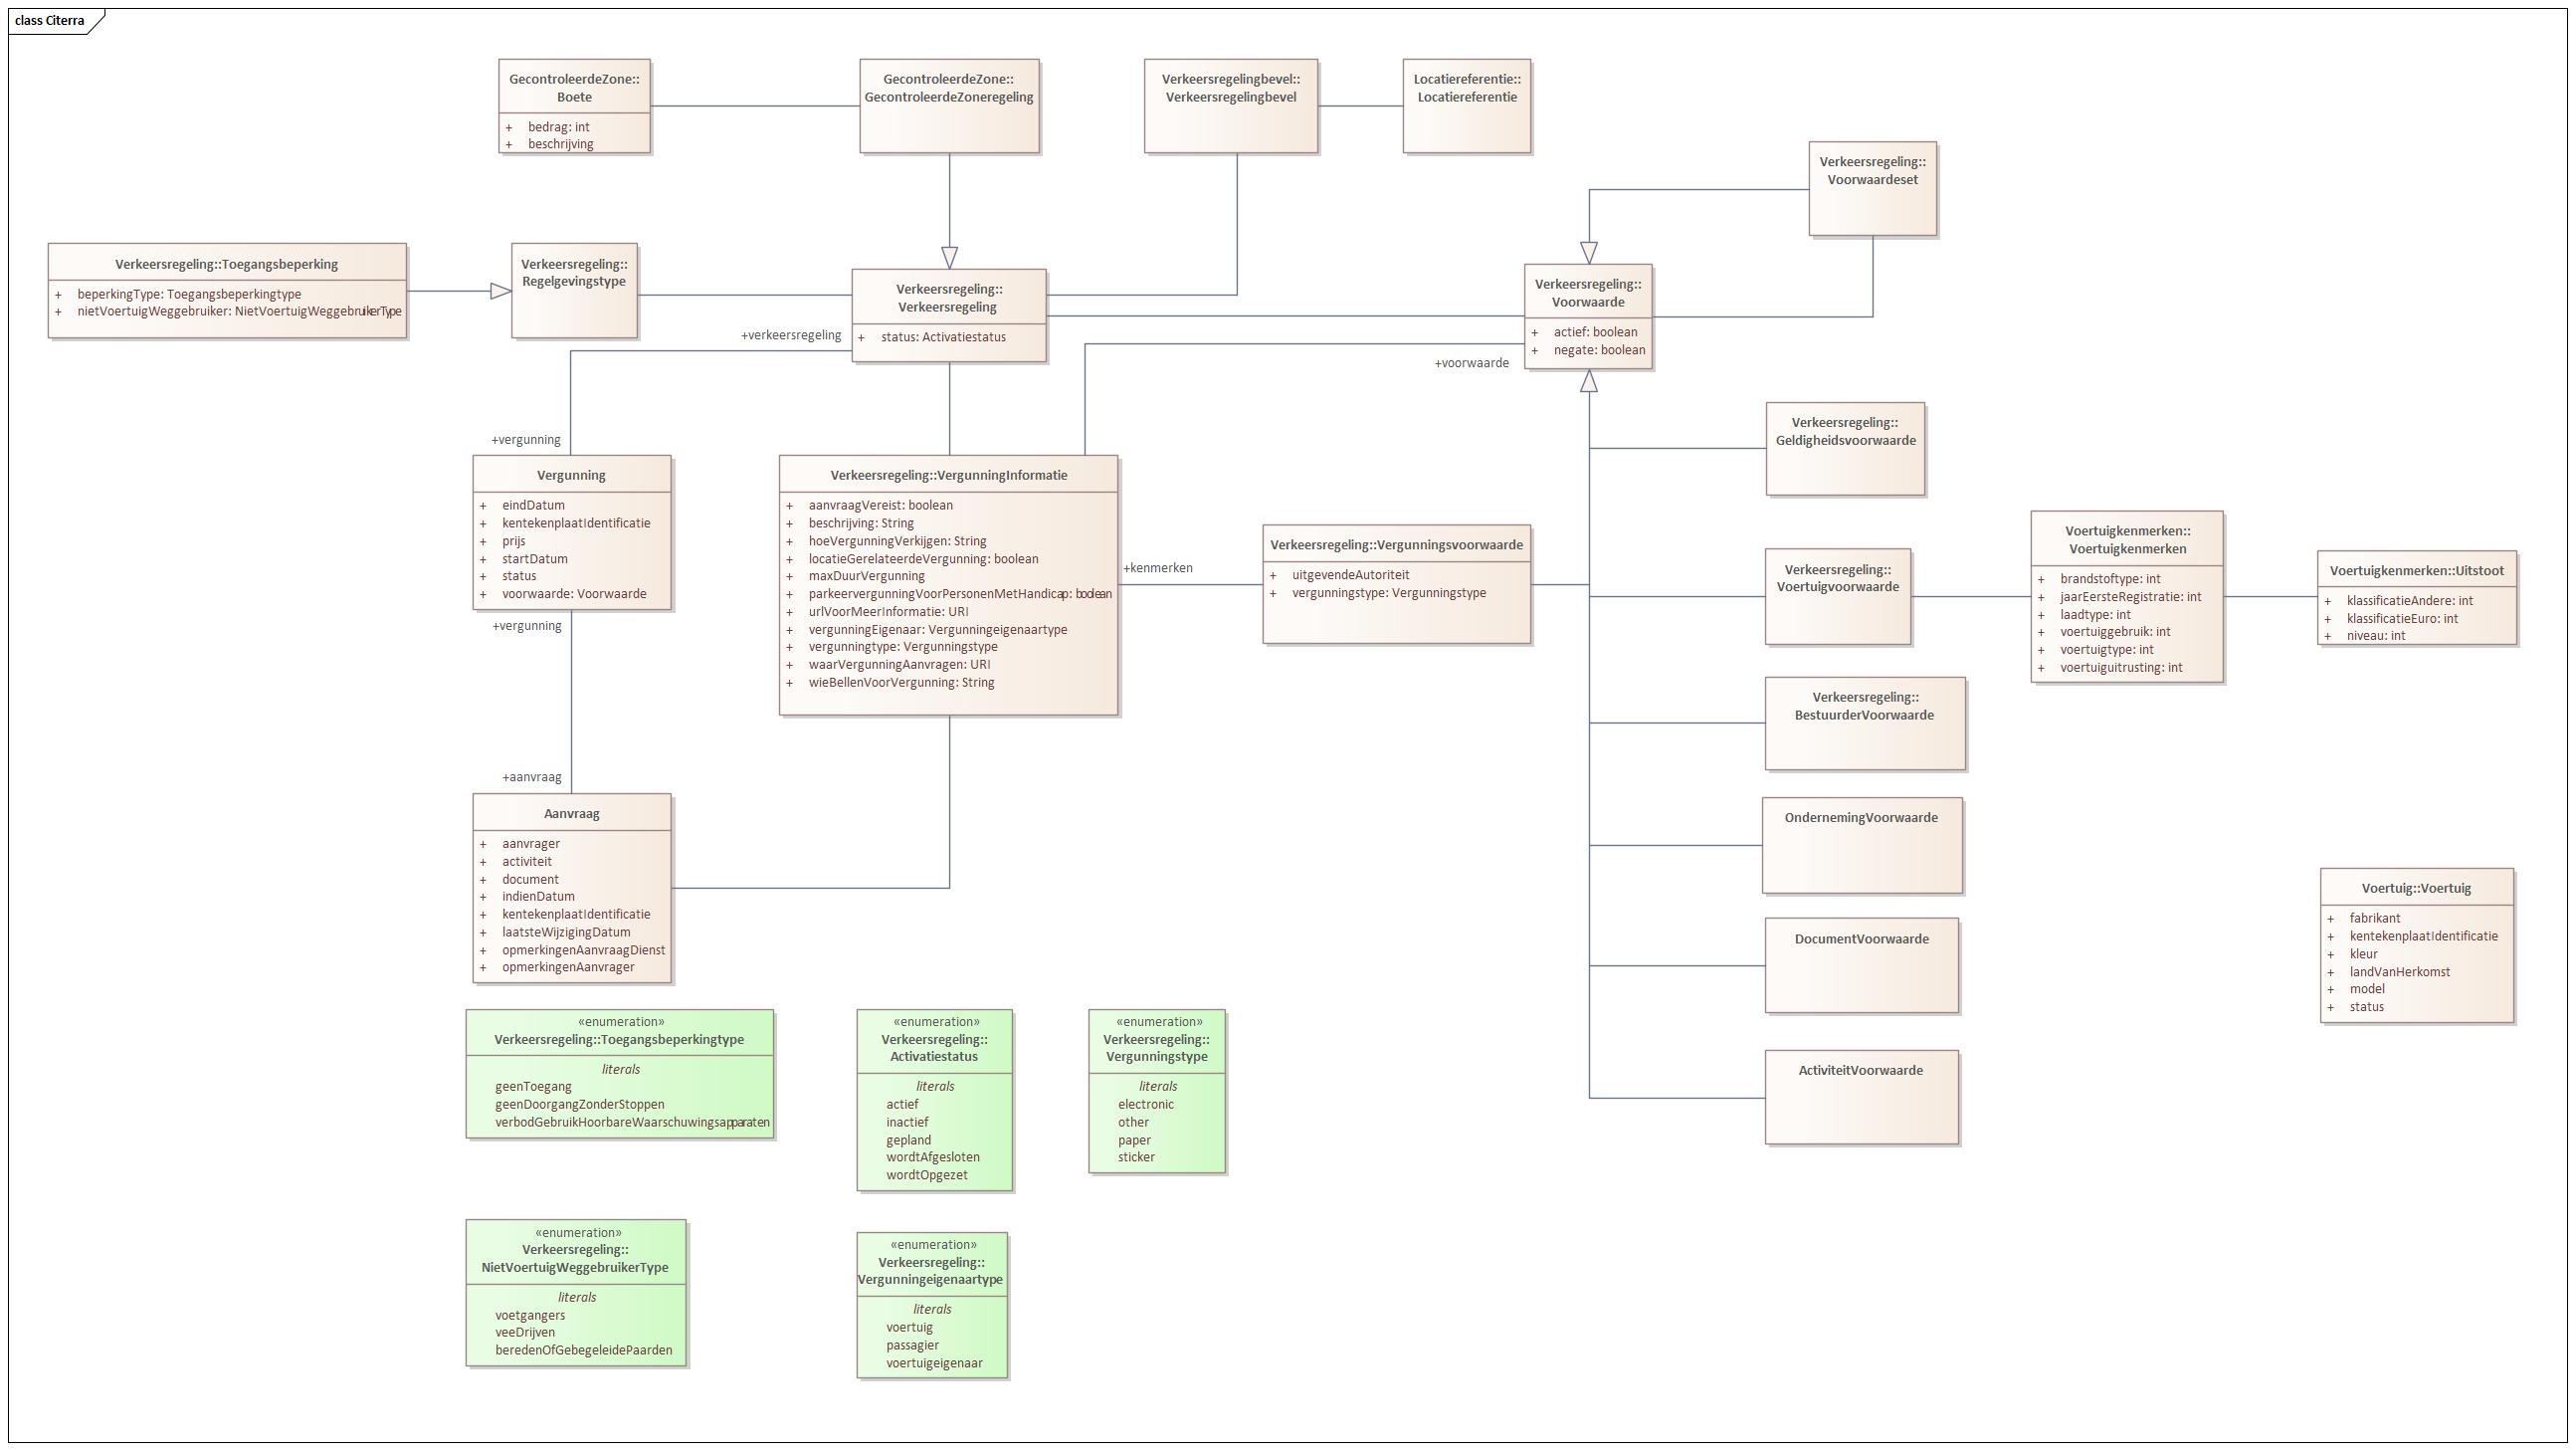 class Citerra
GecontroleerdeZone::
Boete
+ bedrag: int
+ beschrijving
GecontroleerdeZone::
GecontroleerdeZoneregeling
Verkeersregelingbevel::
Verkeersregelingbevel
Locatiereferentie::
Locatiereferentie
Verkeersregeling::
Voorwaardeset
Verkeersregeling::Toegangsbeperking
+ beperkingType: Toegangsbeperkingtype
+ nietVoertuigWeggebruiker: NietVoertuigWeggebruikerType
Verkeersregeling::
Regelgevingstype
Verkeersregeling::
Verkeersregeling
+ status: Activatiestatus
Verkeersregeling::
Voorwaarde
+ actief: boolean
+ negate: boolean
+verkeersregeling
+voorwaarde
+vergunning
Vergunning
+ eindDatum
+ kentekenplaatIdentificatie
+ prijs
+ startDatum
+ status
+ voorwaarde: Voorwaarde
+vergunning
Verkeersregeling::VergunningInformatie
+ aanvraagVereist: boolean
+ beschrijving: String
+ hoeVergunningVerkijgen: String
+ locatieGerelateerdeVergunning: boolean
+ maxDuurVergunning
+ parkeervergunningVoorPersonenMetHandicap: boolean
+ urlVoorMeerInformatie: URI
+ vergunningEigenaar: Vergunningeigenaartype
+ vergunningtype: Vergunningstype
+ waarVergunningAanvragen: URI
+ wieBellenVoorVergunning: String
+kenmerken
Verkeersregeling::Vergunningsvoorwaarde
+ uitgevendeAutoriteit
+ vergunningstype: Vergunningstype
Verkeersregeling::
Geldigheidsvoorwaarde
Verkeersregeling::
Voertuigvoorwaarde
Voertuigkenmerken::
Voertuigkenmerken
+ brandstoftype: int
+ jaarEersteRegistratie: int
+ laadtype: int
+ voertuiggebruik: int
+ voertuigtype: int
+ voertuiguitrusting: int
Voertuigkenmerken::Uitstoot
+ klassificatieAndere: int
+ klassificatieEuro: int
+ niveau: int
Verkeersregeling::
BestuurderVoorwaarde
+aanvraag
Aanvraag
+ aanvrager
+ activiteit
+ document
+ indienDatum
+ kentekenplaatIdentificatie
+ laatsteWijzigingDatum
+ opmerkingenAanvraagDienst
+ opmerkingenAanvrager
OndernemingVoorwaarde
DocumentVoorwaarde
ActiviteitVoorwaarde
Voertuig::Voertuig
+ fabrikant
+ kentekenplaatIdentificatie
+ kleur
+ landVanHerkomst
+ model
+ status
«enumeration»
Verkeersregeling::Toegangsbeperkingtype
literals
geenToegang
geenDoorgangZonderStoppen
verbodGebruikHoorbareWaarschuwingsapparaten
«enumeration»
Verkeersregeling::
Activatiestatus
literals
actief
inactief
gepland
wordtAfgesloten
wordtOpgezet
«enumeration»
Verkeersregeling::
Vergunningstype
literals
electronic
other
paper
sticker
«enumeration»
Verkeersregeling::
NietVoertuigWeggebruikerType
literals
voetgangers
veeDrijven
beredenOfGebegeleidePaarden
«enumeration»
Verkeersregeling::
Vergunningeigenaartype
literals
voertuig
passagier
voertuigeigenaar